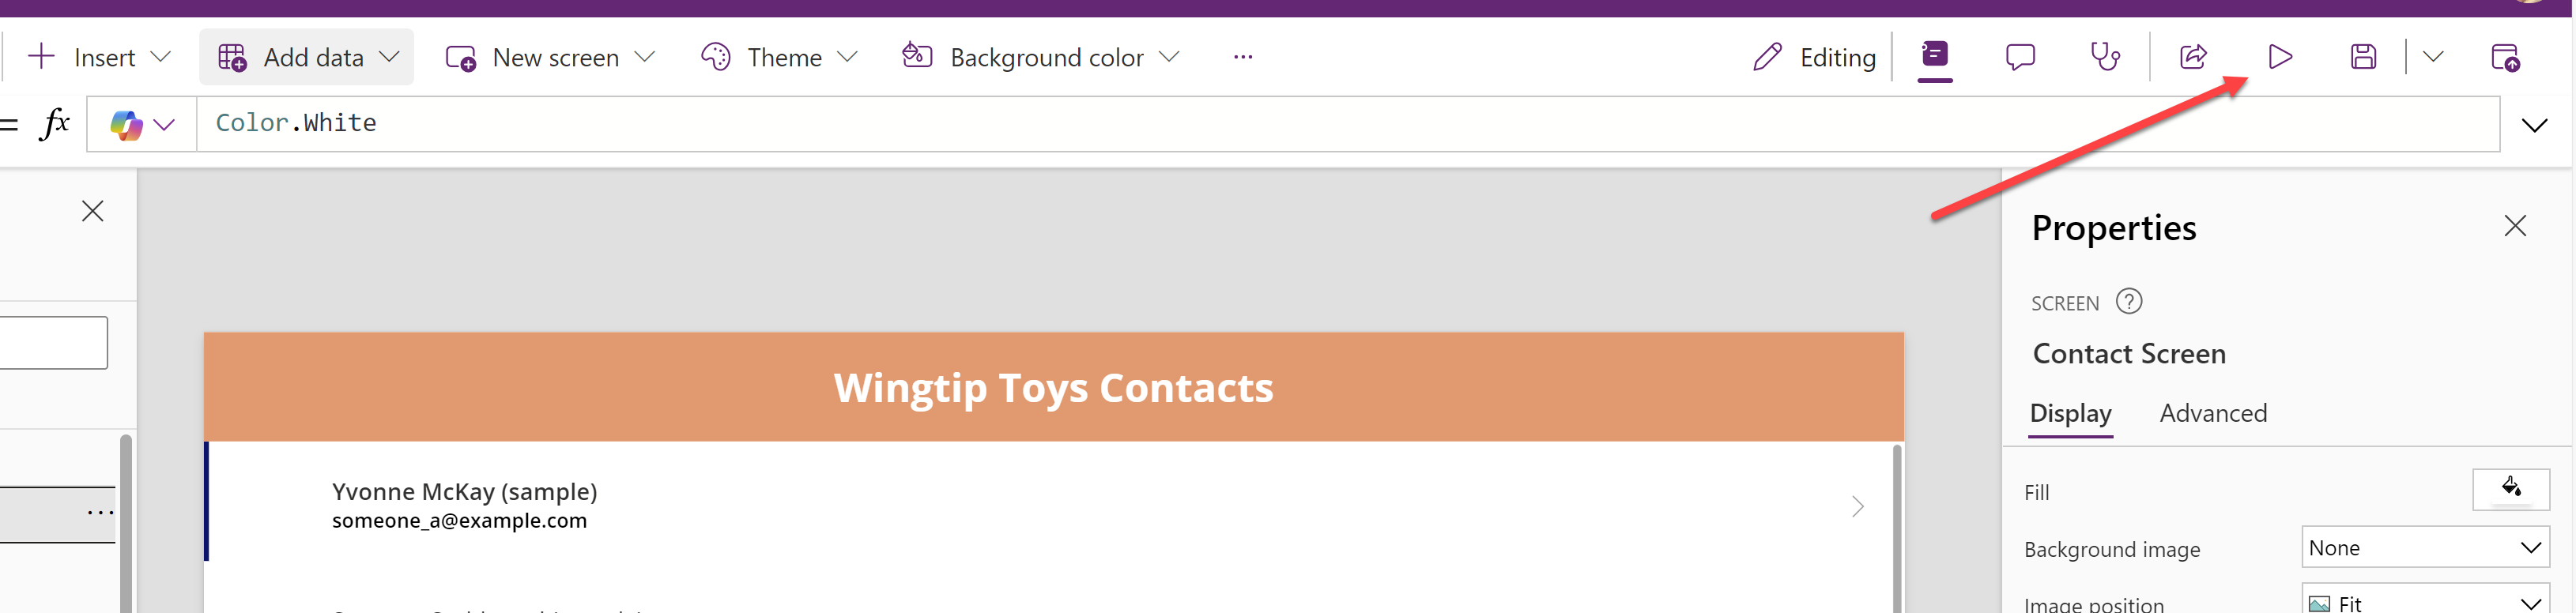 Insert Add data New screen Theme Background color ... Editing
= fx Color.White
Properties
SCREEN ?
Contact Screen
Display Advanced
Wingtip Toys Contacts
Yvonne McKay (sample)
someone_a@example.com
...
Fill
Background image None
Image position Fit